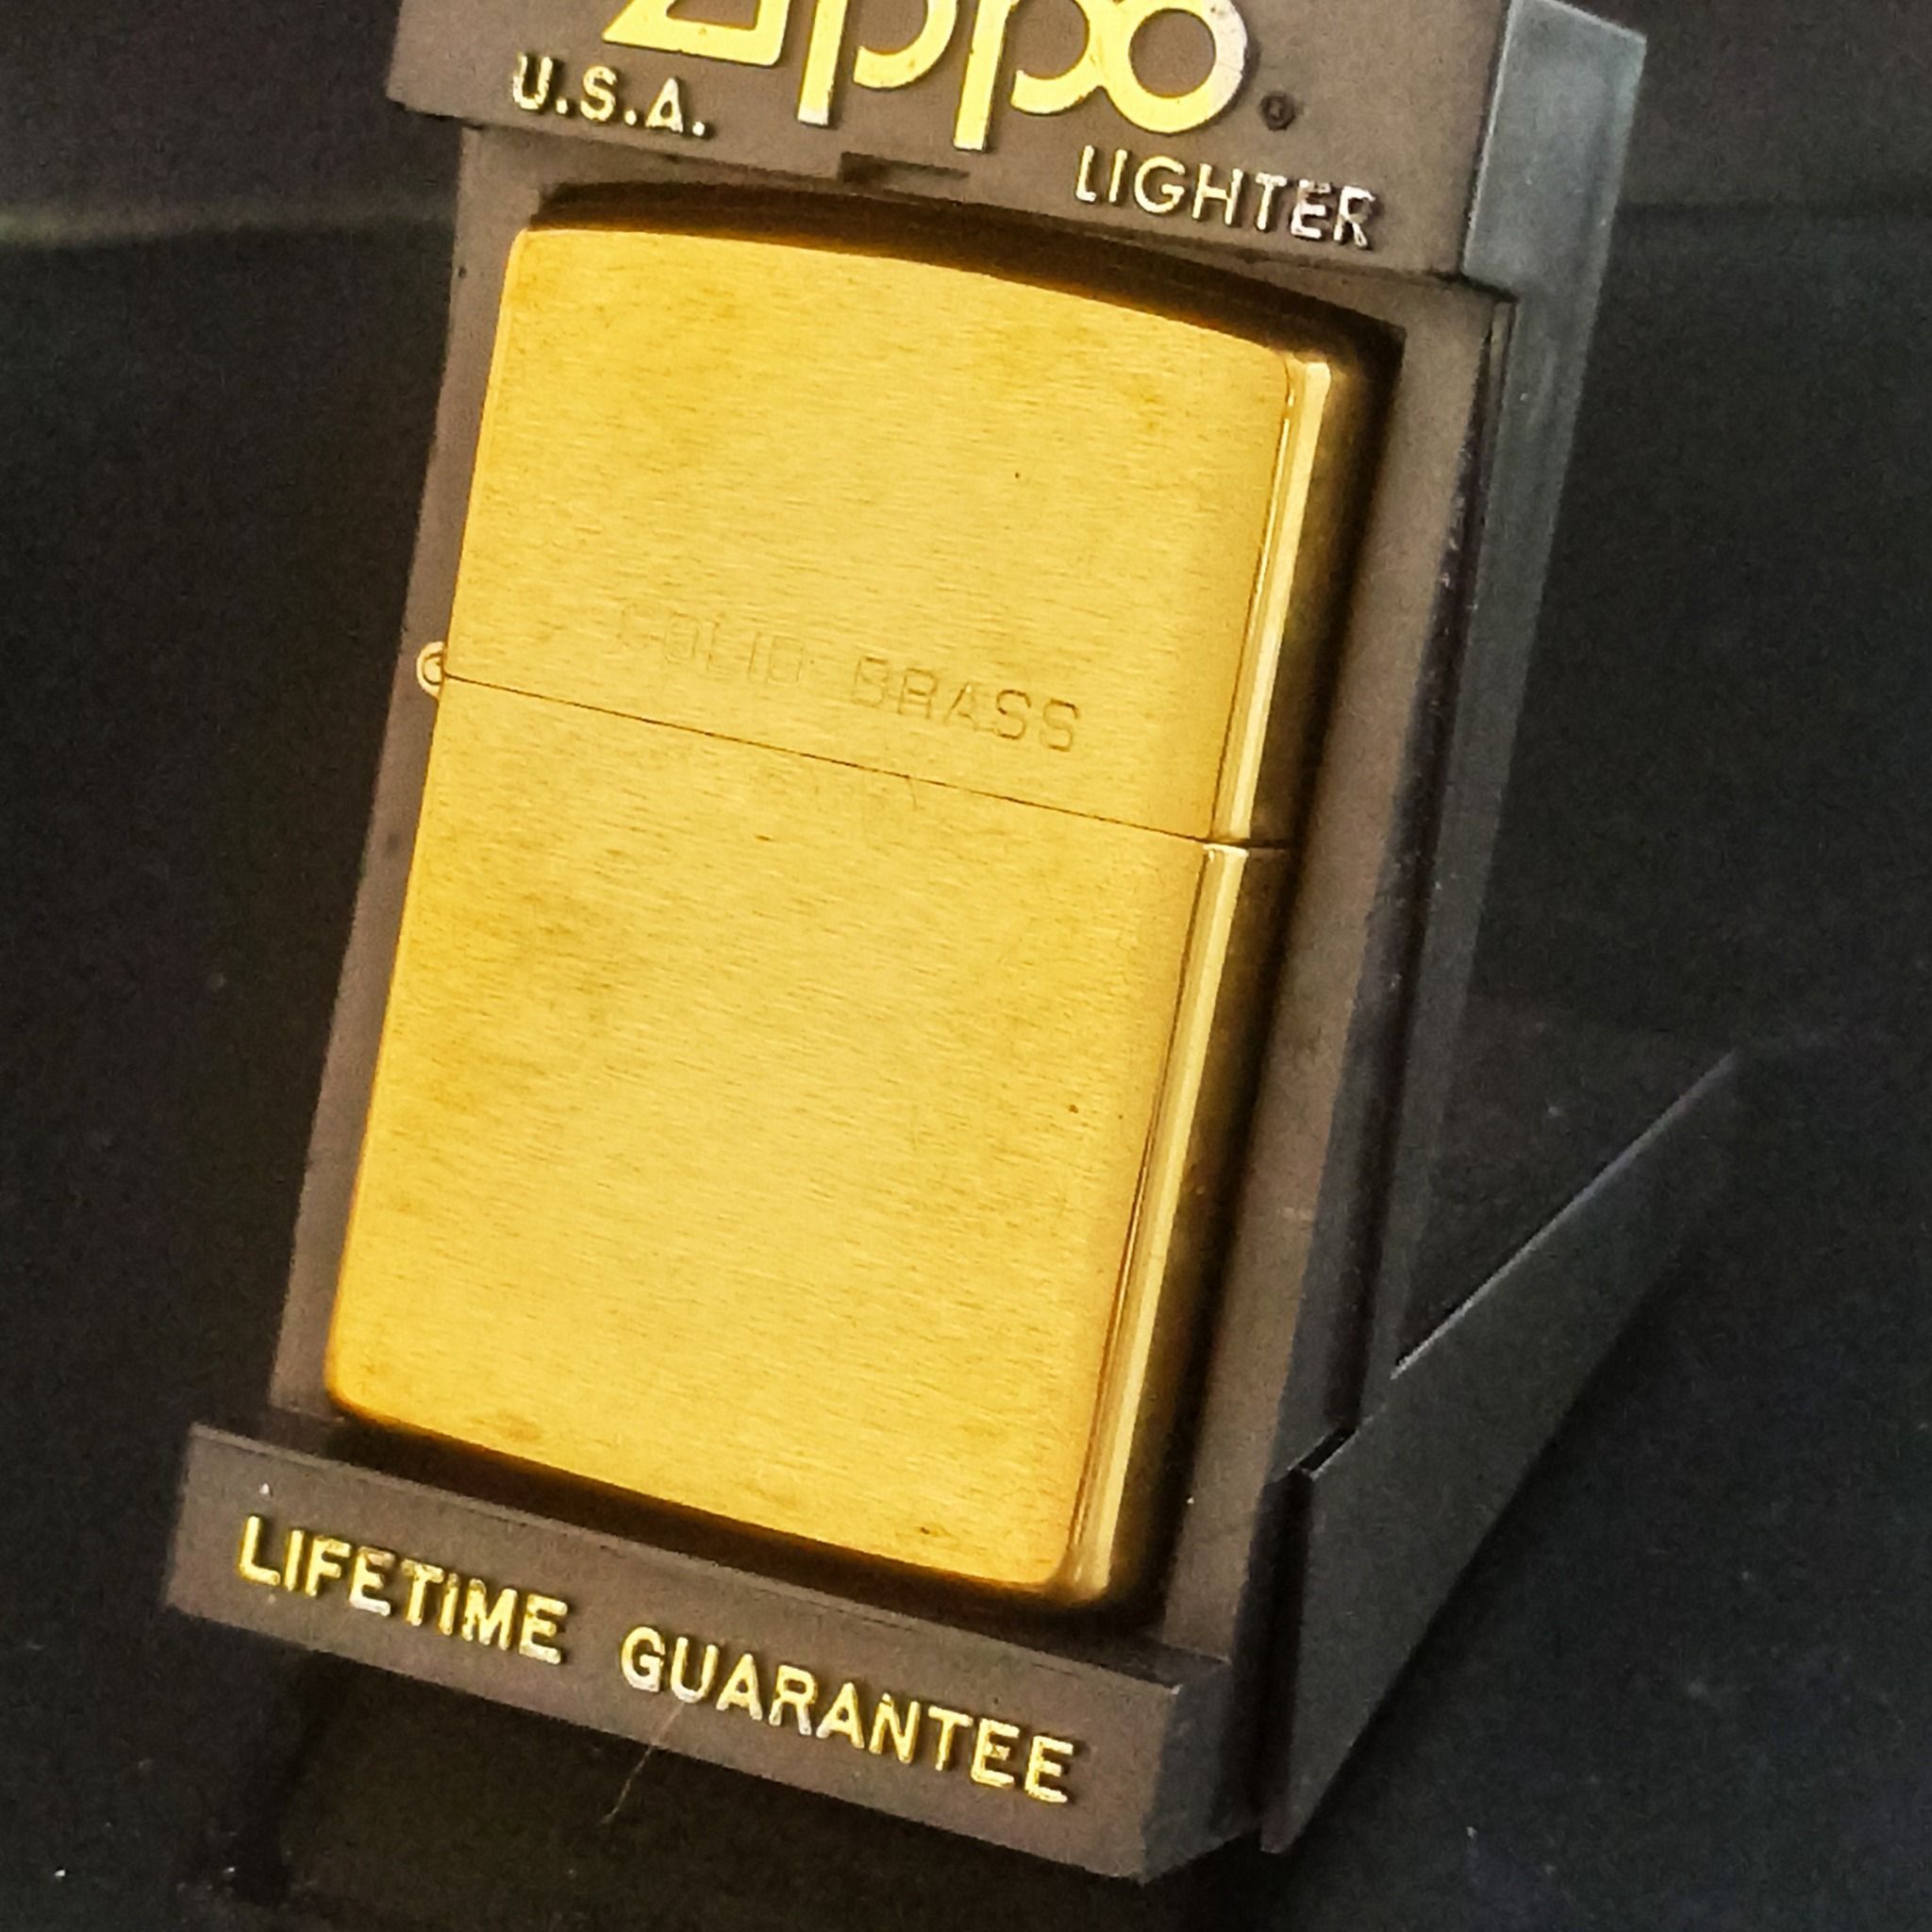 Zippo®
U.S.A.
LIGHTER
SOLID BRASS
LIFETIME GUARANTEE